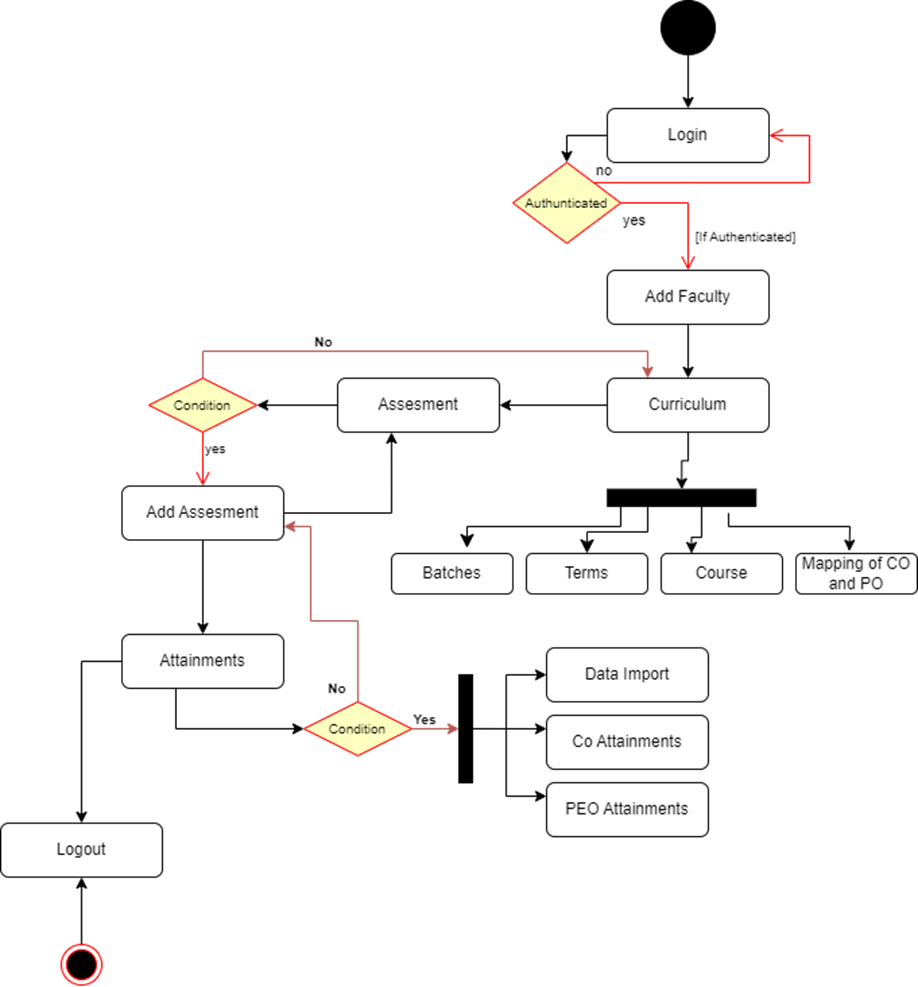 Login
no
Authunticated
yes
[If Authenticated]
Add Faculty
No
Condition
Assesment
Curriculum
yes
Add Assesment
Batches
Terms
Course
Mapping of CO
and PO
Attainments
Data Import
No
Condition
Yes
Co Attainments
PEO Attainments
Logout